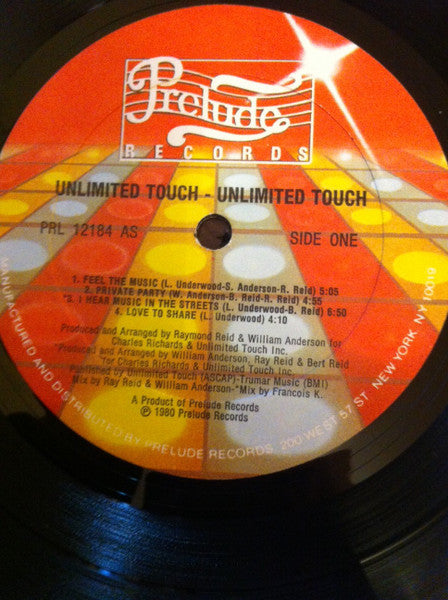 Prelude
RECORDS
UNLIMITED TOUCH - UNLIMITED TOUCH
PRL 12184 AS
SIDE ONE
1. FEEL THE MUSIC (L. Underwood-S. Anderson-R. Reid) 5:05
2. PRIVATE PARTY (W. Anderson-B. Reid-R. Reid) 4:55
*3. I HEAR MUSIC IN THE STREETS (L. Underwood-B. Reid) 6:50
4. LOVE TO SHARE (L. Underwood) 4:10
Produced and Arranged by Raymond Reid & William Anderson for
Charles Richards & Unlimited Touch Inc.
*Produced and Arranged by William Anderson, Ray Reid & Bert Reid
for Charles Richards & Unlimited Touch Inc.
Published by Unlimited Touch (ASCAP)-Trumar Music (BMI)
Mix by Ray Reid & William Anderson-*Mix by Francois K.
A Product of Prelude Records
℗ 1980 Prelude Records
MANUFACTURED AND DISTRIBUTED BY PRELUDE RECORDS, 200 WEST 57 ST. NEW YORK, NY 10019